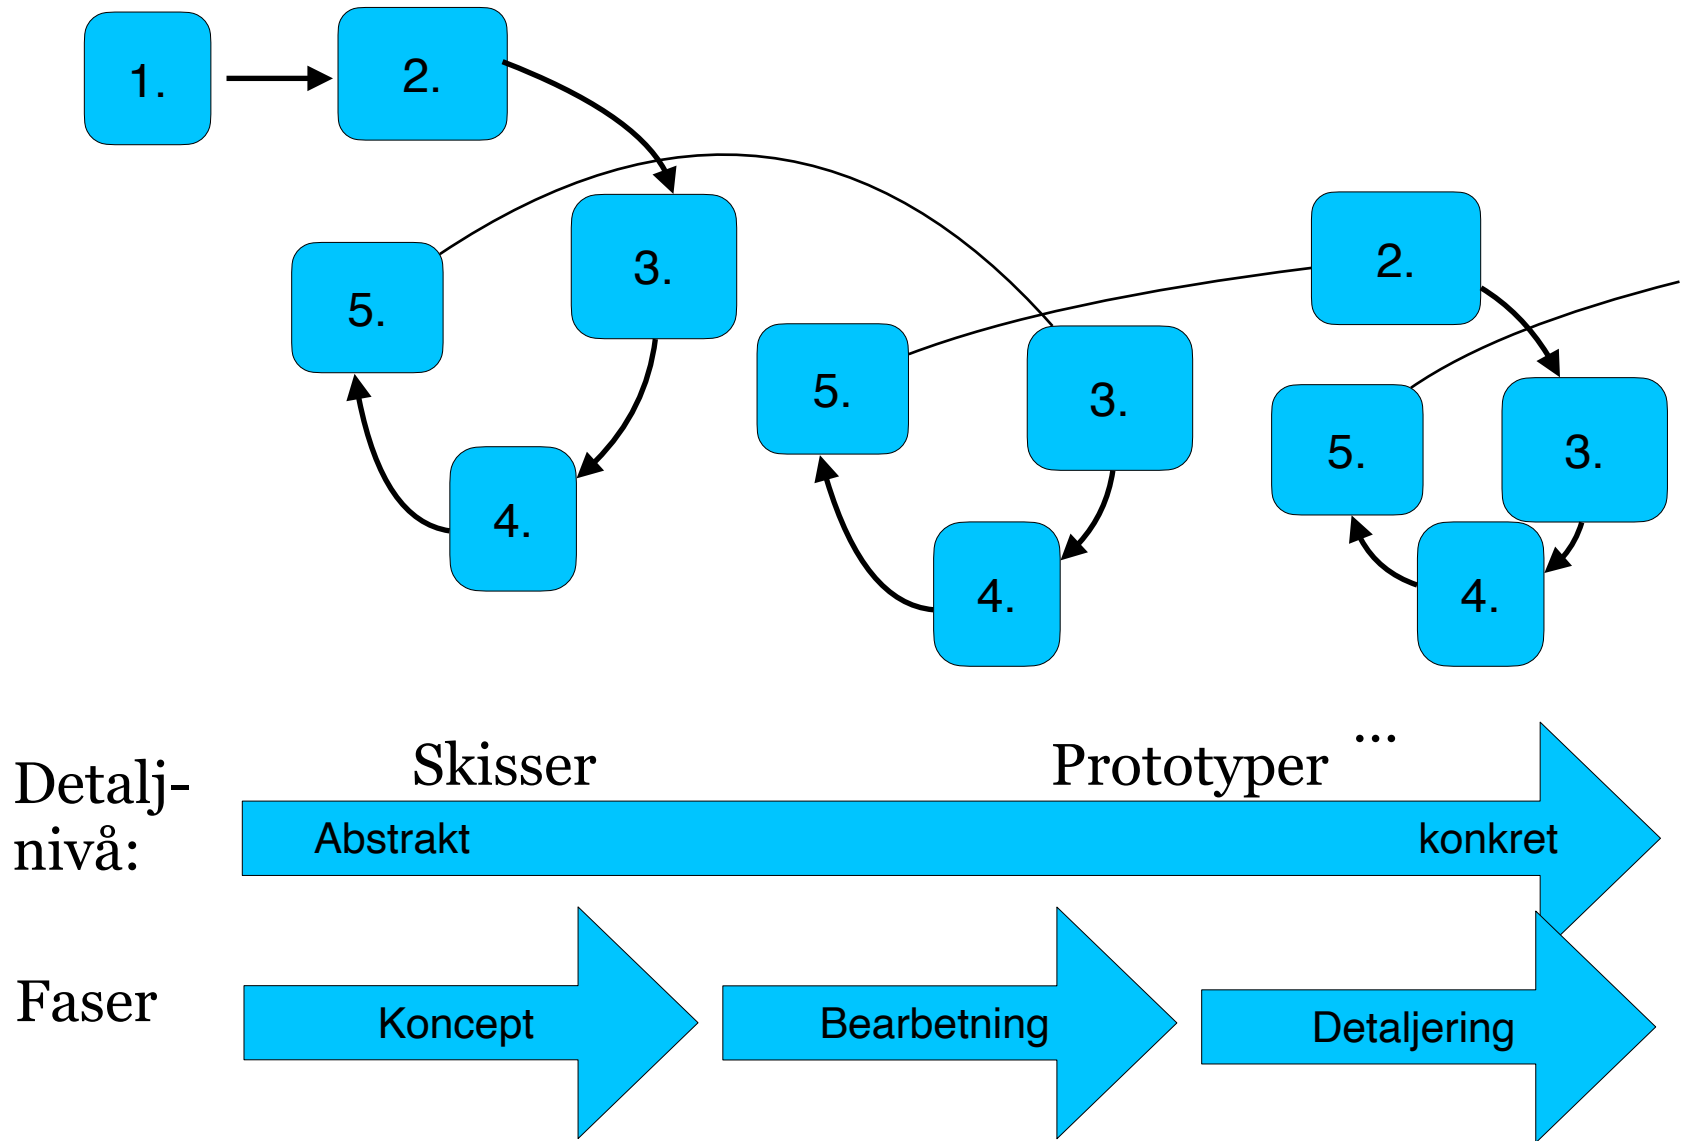 1.
2.
3.
5.
4.
5.
3.
4.
2.
5.
3.
4.
Skisser
Prototyper
...
Detalj-
nivå:
Abstrakt
konkret
Faser
Koncept
Bearbetning
Detaljering